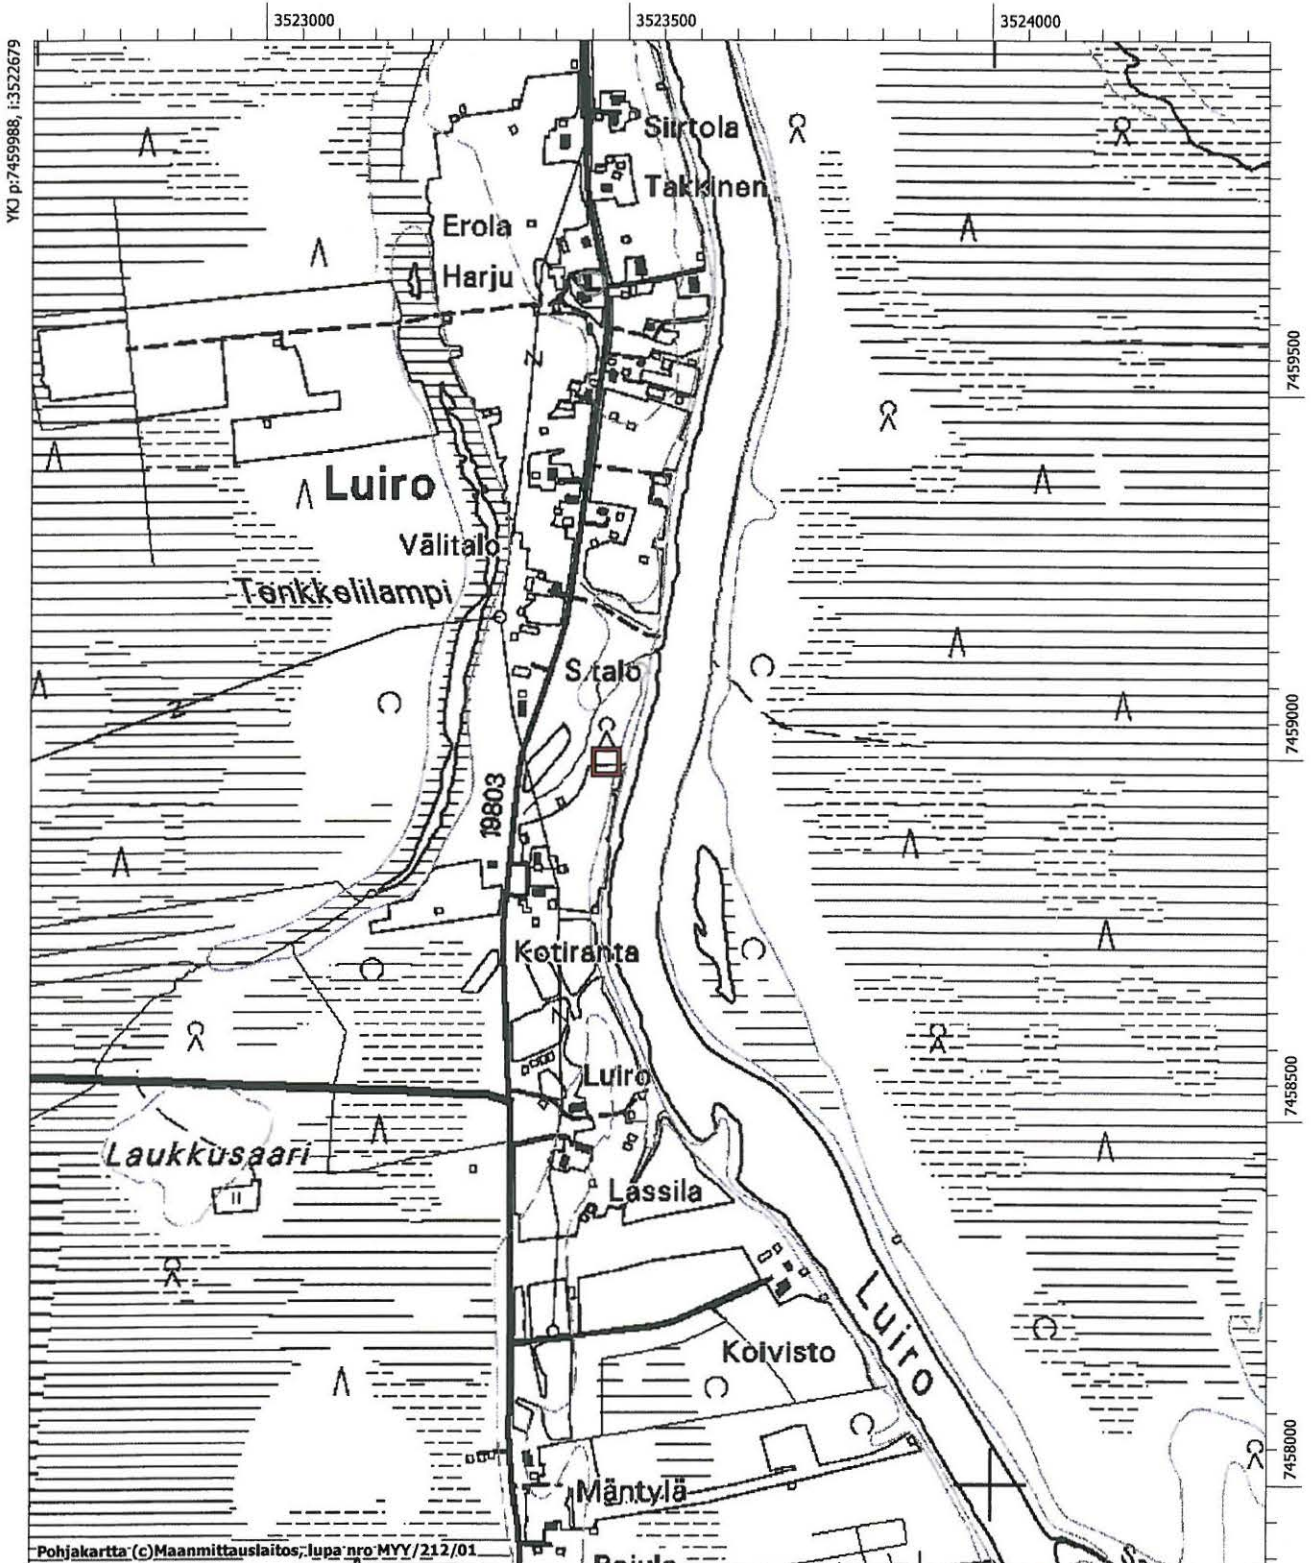 3523000
3523500
3524000
YKJ p:7459988, i:3522679
Siirtola
Takkinen
Erola
Harju
7459500
Luiro
Välitalo
Tenkkelilampi
S.talo
7459000
19803
Kotiranta
Luiro
7458500
Laukkusaari
Lassila
Luiro
Koivisto
7458000
Mäntylä
Pohjakartta (c)Maanmittauslaitos, lupa nro MYY/212/01